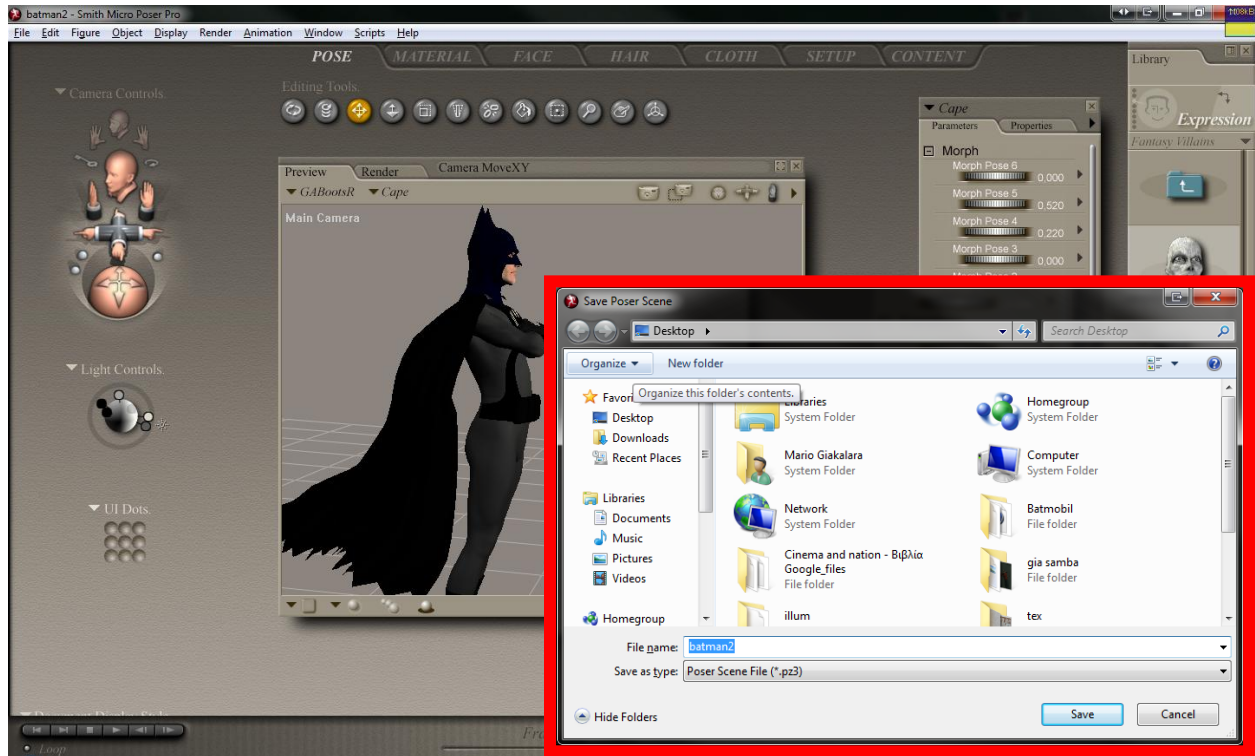 batman2 - Smith Micro Poser Pro
File Edit Figure Object Display Render Animation Window Scripts Help
POSE MATERIAL FACE HAIR CLOTH SETUP CONTENT
Library
Camera Controls.
Editing Tools.
Expression
Fantasy Villains
Cape
Parameters Properties
Morph
Morph Pose 6
0,000
Morph Pose 5
0,520
Morph Pose 4
0,220
Morph Pose 3
0,000
Preview Render Camera MoveXY
GABootsR Cape
Main Camera
Light Controls.
UI Dots.
Loop
Save Poser Scene
Desktop
Search Desktop
Organize New folder
Organize this folder's contents.
Desktop
Downloads
Recent Places
Libraries
Documents
Music
Pictures
Videos
Homegroup
Libraries
System Folder
Homegroup
System Folder
Mario Giakalara
System Folder
Computer
System Folder
Network
System Folder
Batmobil
File folder
Cinema and nation - Βιβλία
Google_files
File folder
gia samba
File folder
illum
tex
File name: batman2
Save as type: Poser Scene File (*.pz3)
Hide Folders
Save Cancel